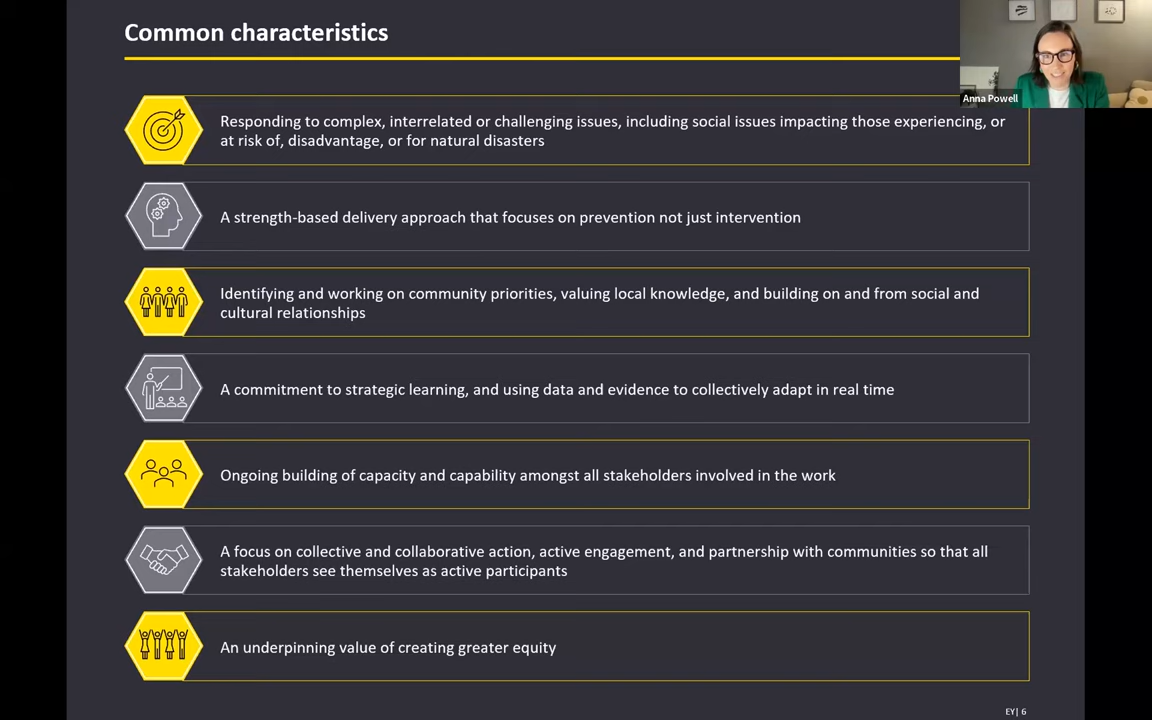 Common characteristics
Anna Powell
Responding to complex, interrelated or challenging issues, including social issues impacting those experiencing, or
at risk of, disadvantage, or for natural disasters
A strength-based delivery approach that focuses on prevention not just intervention
Identifying and working on community priorities, valuing local knowledge, and building on and from social and
cultural relationships
A commitment to strategic learning, and using data and evidence to collectively adapt in real time
Ongoing building of capacity and capability amongst all stakeholders involved in the work
A focus on collective and collaborative action, active engagement, and partnership with communities so that all
stakeholders see themselves as active participants
An underpinning value of creating greater equity
EY| 6